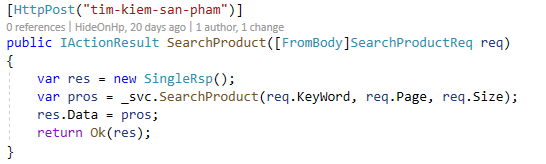 [HttpPost("tim-kiem-san-pham")]
0 references | HideOnHp, 20 days ago | 1 author, 1 change
public IActionResult SearchProduct([FromBody]SearchProductReq req)
{
    var res = new SingleRsp();
    var pros = _svc.SearchProduct(req.KeyWord, req.Page, req.Size);
    res.Data = pros;
    return Ok(res);
}